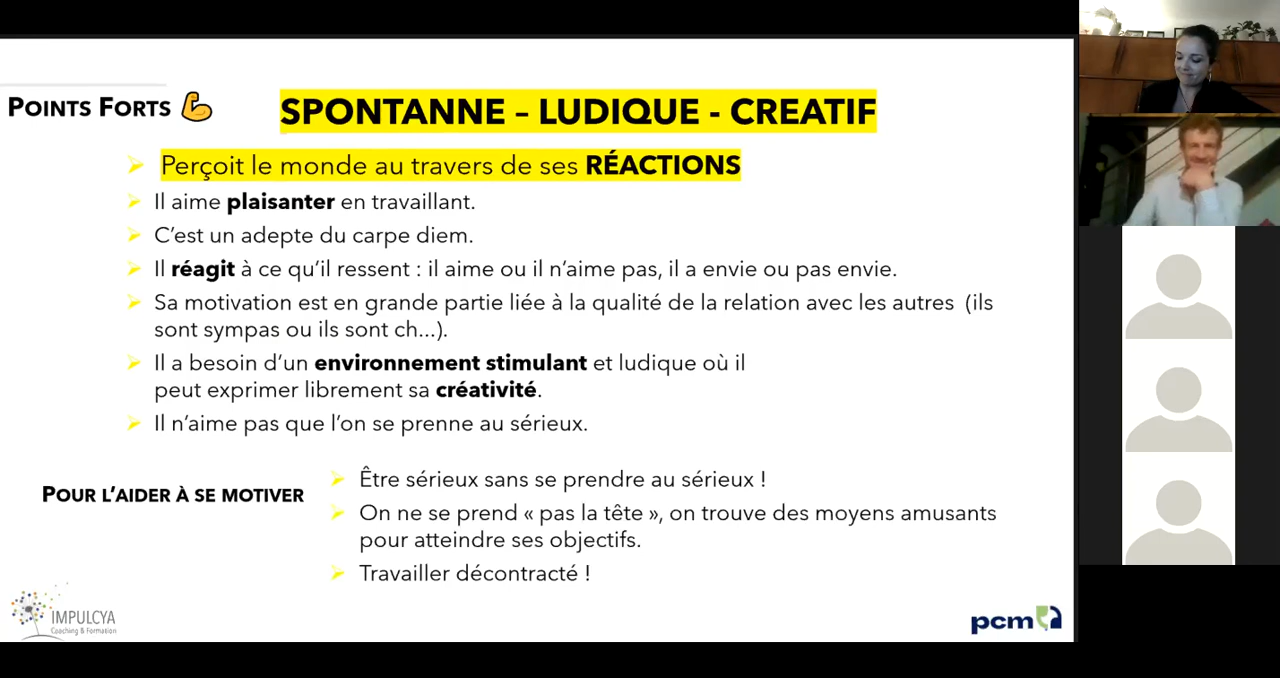 POINTS FORTS
SPONTANNE – LUDIQUE - CREATIF
Perçoit le monde au travers de ses RÉACTIONS
Il aime plaisanter en travaillant.
C’est un adepte du carpe diem.
Il réagit à ce qu’il ressent : il aime ou il n’aime pas, il a envie ou pas envie.
Sa motivation est en grande partie liée à la qualité de la relation avec les autres (ils
sont sympas ou ils sont ch...).
Il a besoin d’un environnement stimulant et ludique où il
peut exprimer librement sa créativité.
Il n’aime pas que l’on se prenne au sérieux.
POUR L’AIDER À SE MOTIVER
Être sérieux sans se prendre au sérieux !
On ne se prend « pas la tête », on trouve des moyens amusants
pour atteindre ses objectifs.
Travailler décontracté !
IMPULCYA
Coaching & Formation
pcm